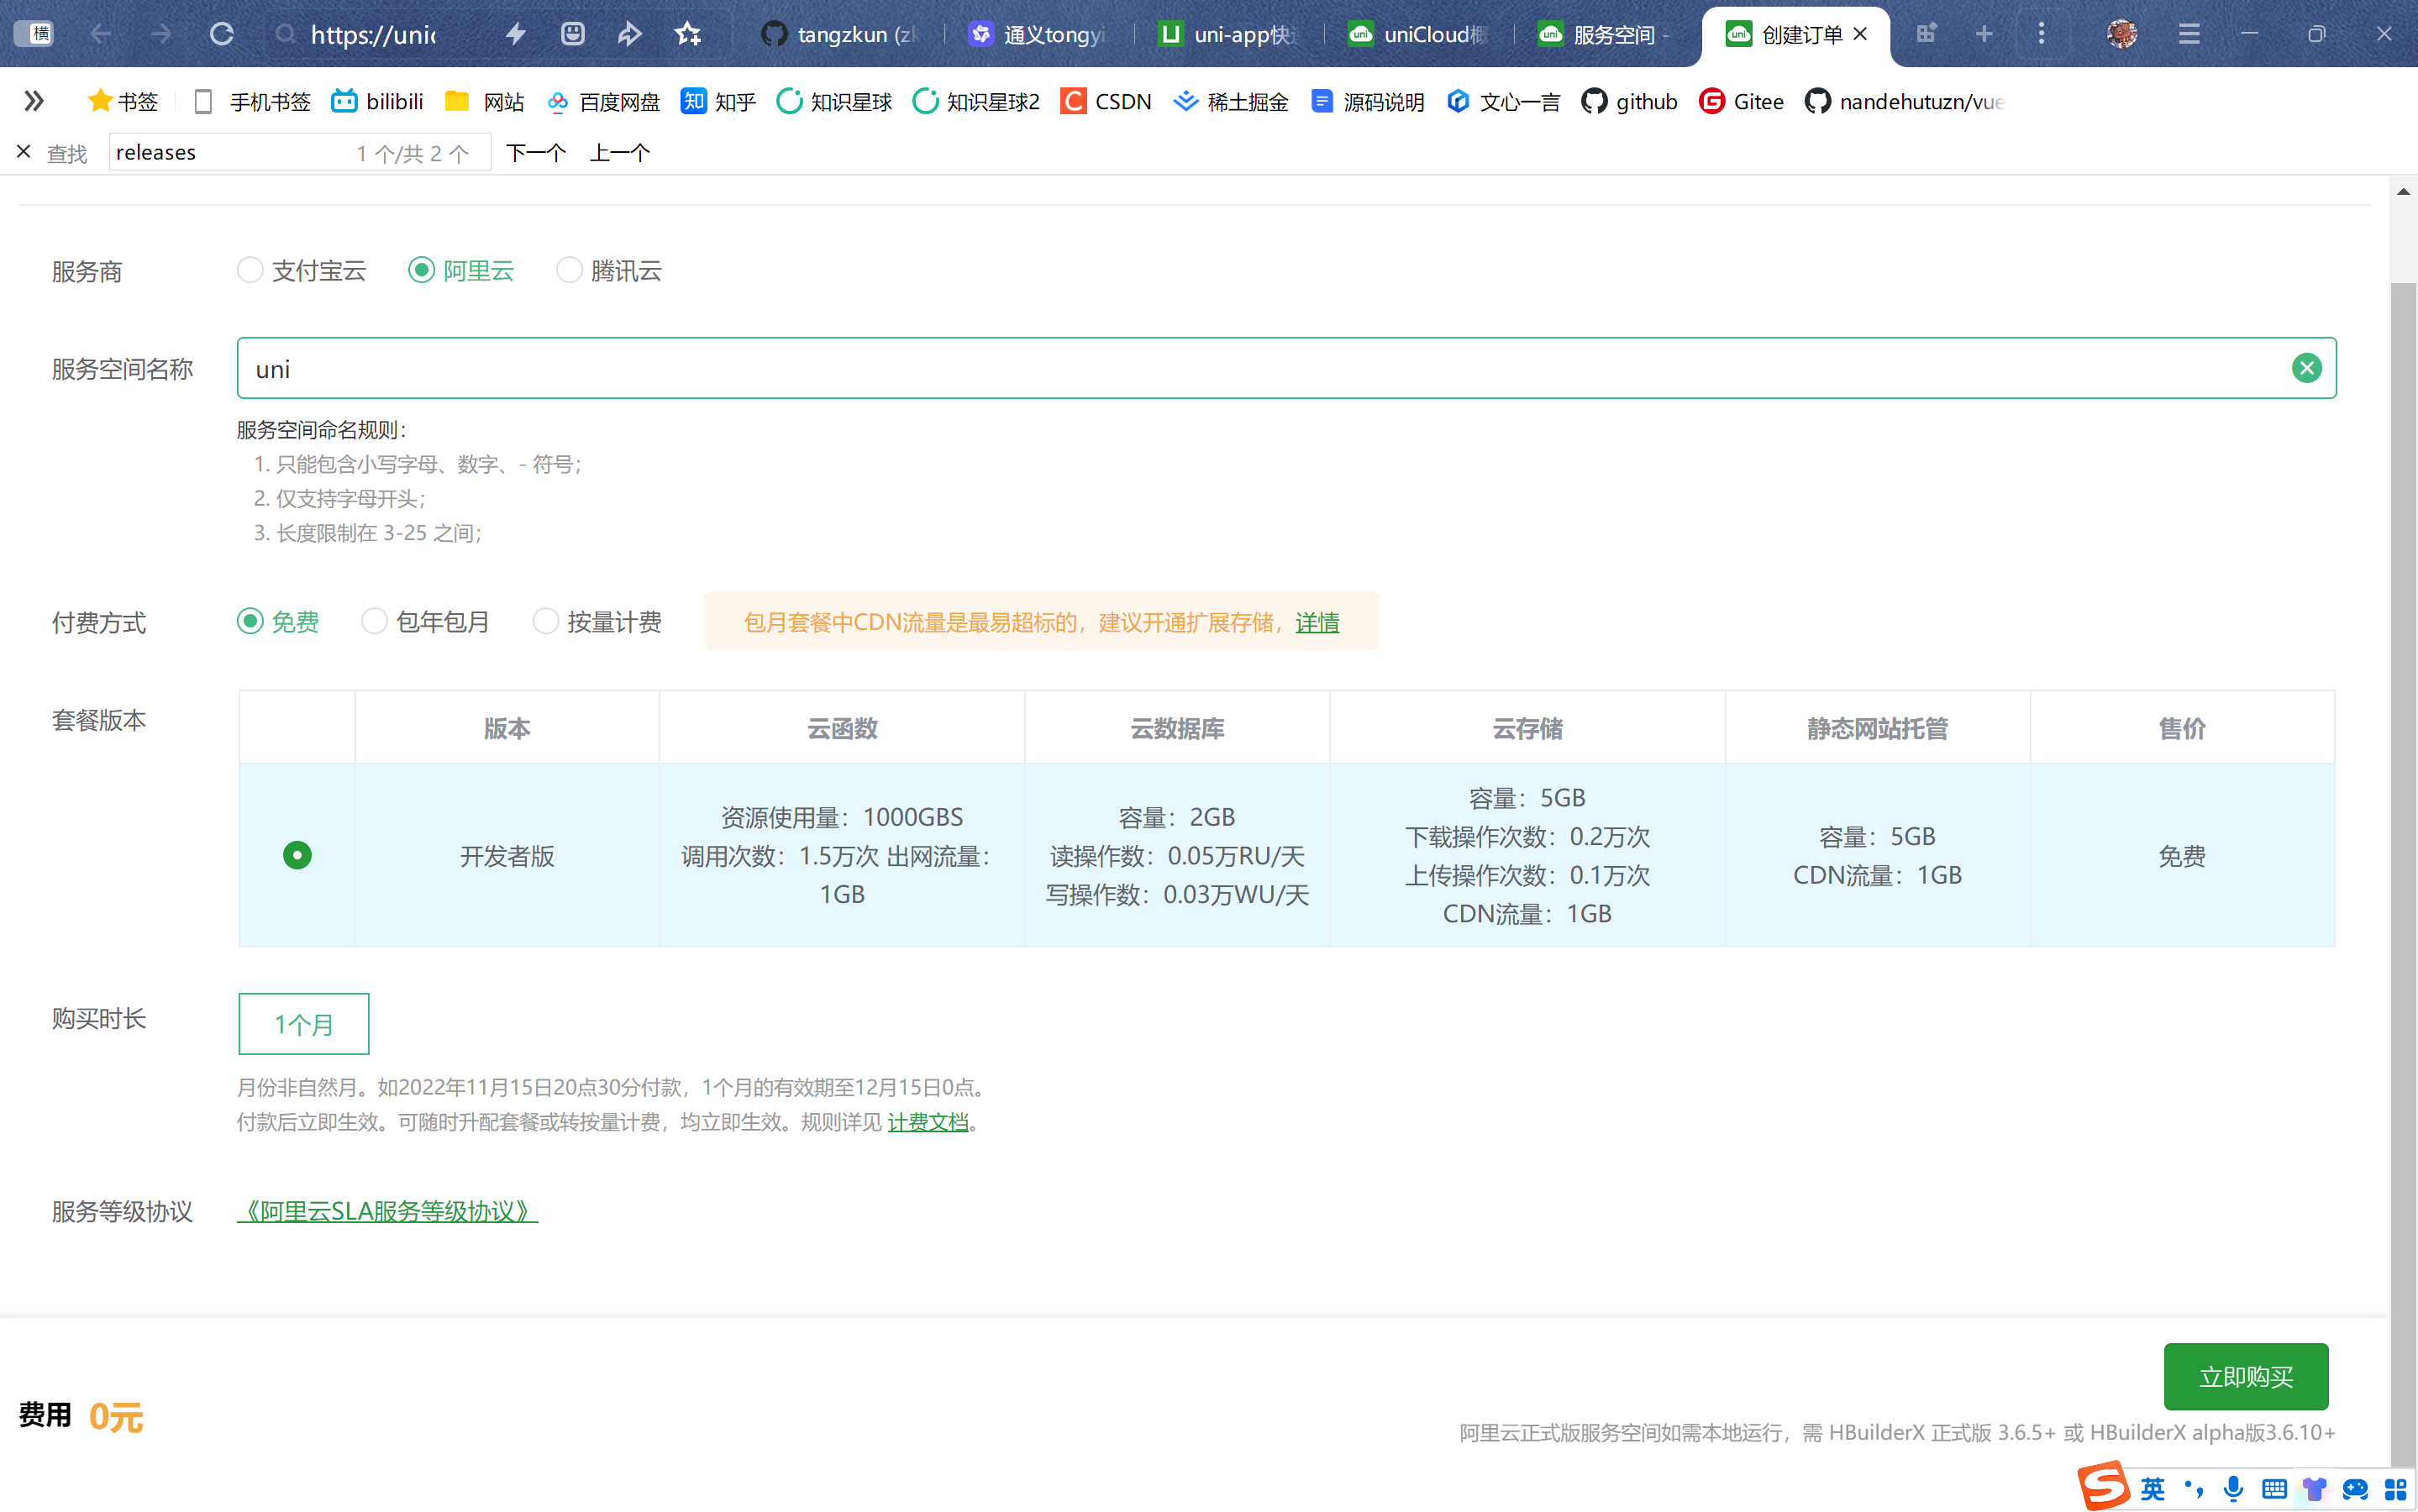 横 https://unic tangzkun (zk 通义tongyi uni-app快 uniCloud概 服务空间 - 创建订单
书签 手机书签 bilibili 网站 百度网盘 知乎 知识星球 知识星球2 CSDN 稀土掘金 源码说明 文心一言 github Gitee nandehutuzn/vue
查找 releases 1 个/共 2 个 下一个 上一个
服务商 支付宝云 阿里云 腾讯云
服务空间名称 uni
服务空间命名规则：
1. 只能包含小写字母、数字、- 符号；
2. 仅支持字母开头；
3. 长度限制在 3-25 之间；
付费方式 免费 包年包月 按量计费 包月套餐中CDN流量是最易超标的，建议开通扩展存储，详情
套餐版本
版本 云函数 云数据库 云存储 静态网站托管 售价
开发者版
资源使用量：1000GBS
调用次数：1.5万次 出网流量：
1GB
容量：2GB
读操作数：0.05万RU/天
写操作数：0.03万WU/天
容量：5GB
下载操作次数：0.2万次
上传操作次数：0.1万次
CDN流量：1GB
容量：5GB
CDN流量：1GB
免费
购买时长 1个月
月份非自然月。如2022年11月15日20点30分付款，1个月的有效期至12月15日0点。
付款后立即生效。可随时升配套餐或转按量计费，均立即生效。规则详见 计费文档。
服务等级协议 《阿里云SLA服务等级协议》
费用 0元
立即购买
阿里云正式版服务空间如需本地运行，需 HBuilderX 正式版 3.6.5+ 或 HBuilderX alpha版3.6.10+
英